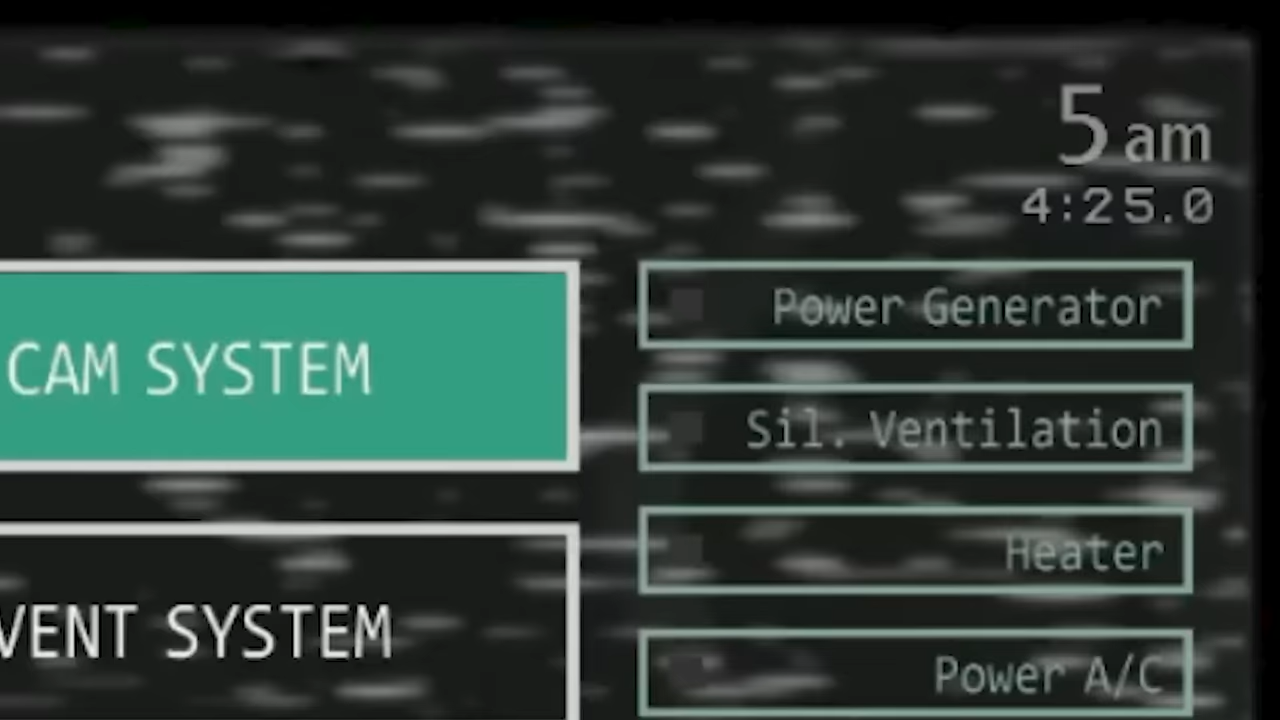 5 am
4:25.0
Power Generator
CAM SYSTEM
Sil. Ventilation
Heater
VENT SYSTEM
Power A/C